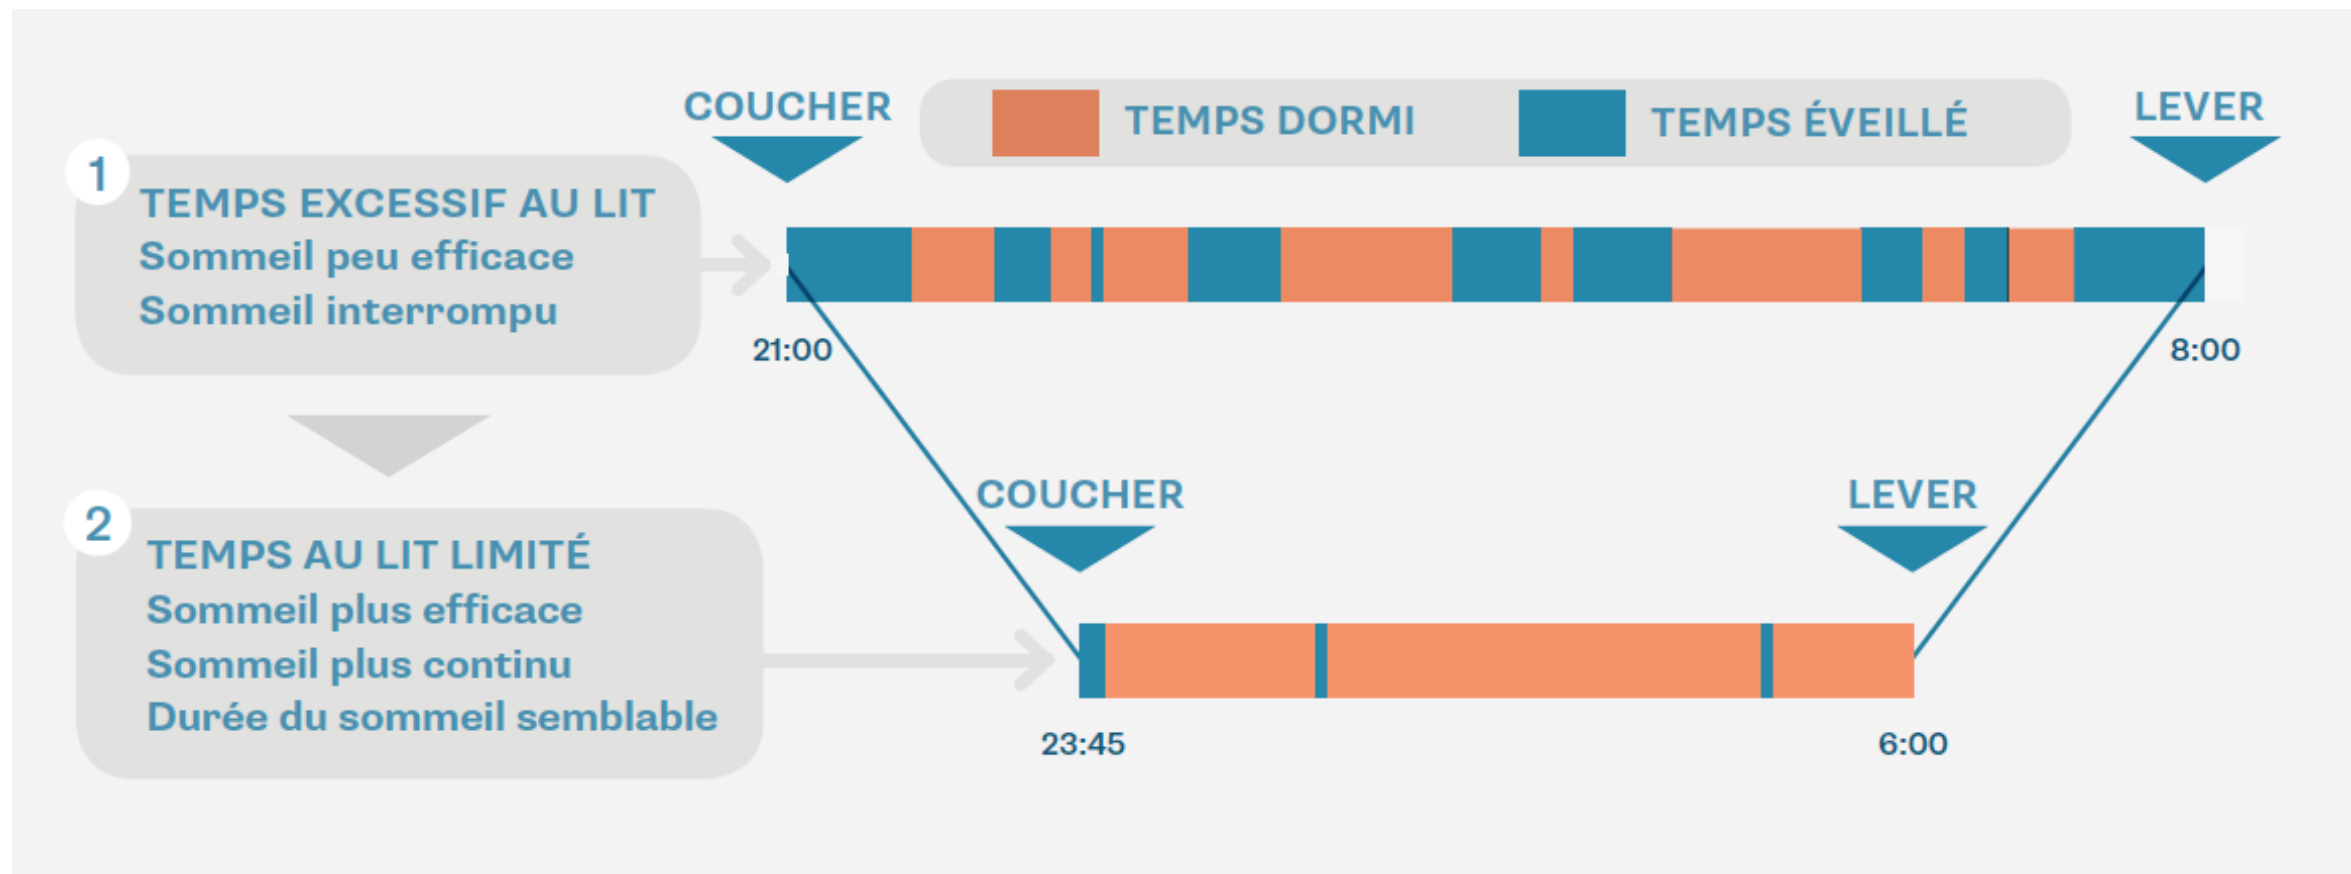 COUCHER
TEMPS DORMI
TEMPS ÉVEILLÉ
LEVER
1
TEMPS EXCESSIF AU LIT
Sommeil peu efficace
Sommeil interrompu
21:00
8:00
COUCHER
LEVER
2
TEMPS AU LIT LIMITÉ
Sommeil plus efficace
Sommeil plus continu
Durée du sommeil semblable
23:45
6:00